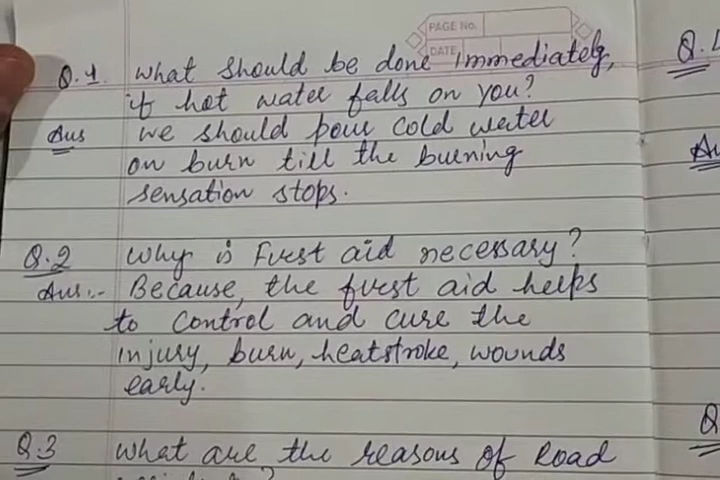 PAGE No.
DATE
Q.1 What should be done immediately,
if hot water falls on you?
Ans we should pour cold water
on burn till the burning
sensation stops.
Q.2 Why is First aid necessary?
Ans:- Because, the first aid helps
to control and cure the
injury, burn, heatstroke, wounds
early.
Q.3 What are the reasons of Road